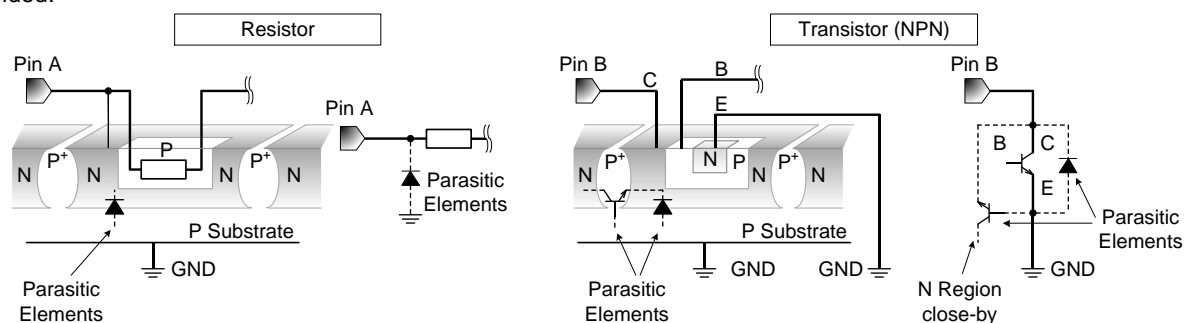 Resistor
Transistor (NPN)
Pin A
Pin B
B
Pin B
C
E
Pin A
P
N P+ N N P+ N
Parasitic
Elements
N P+ N N P N P+ N
B C
E
Parasitic
Elements
P Substrate
GND
Parasitic
Elements
P Substrate
GND
GND
Parasitic
Elements
GND
N Region
close-by